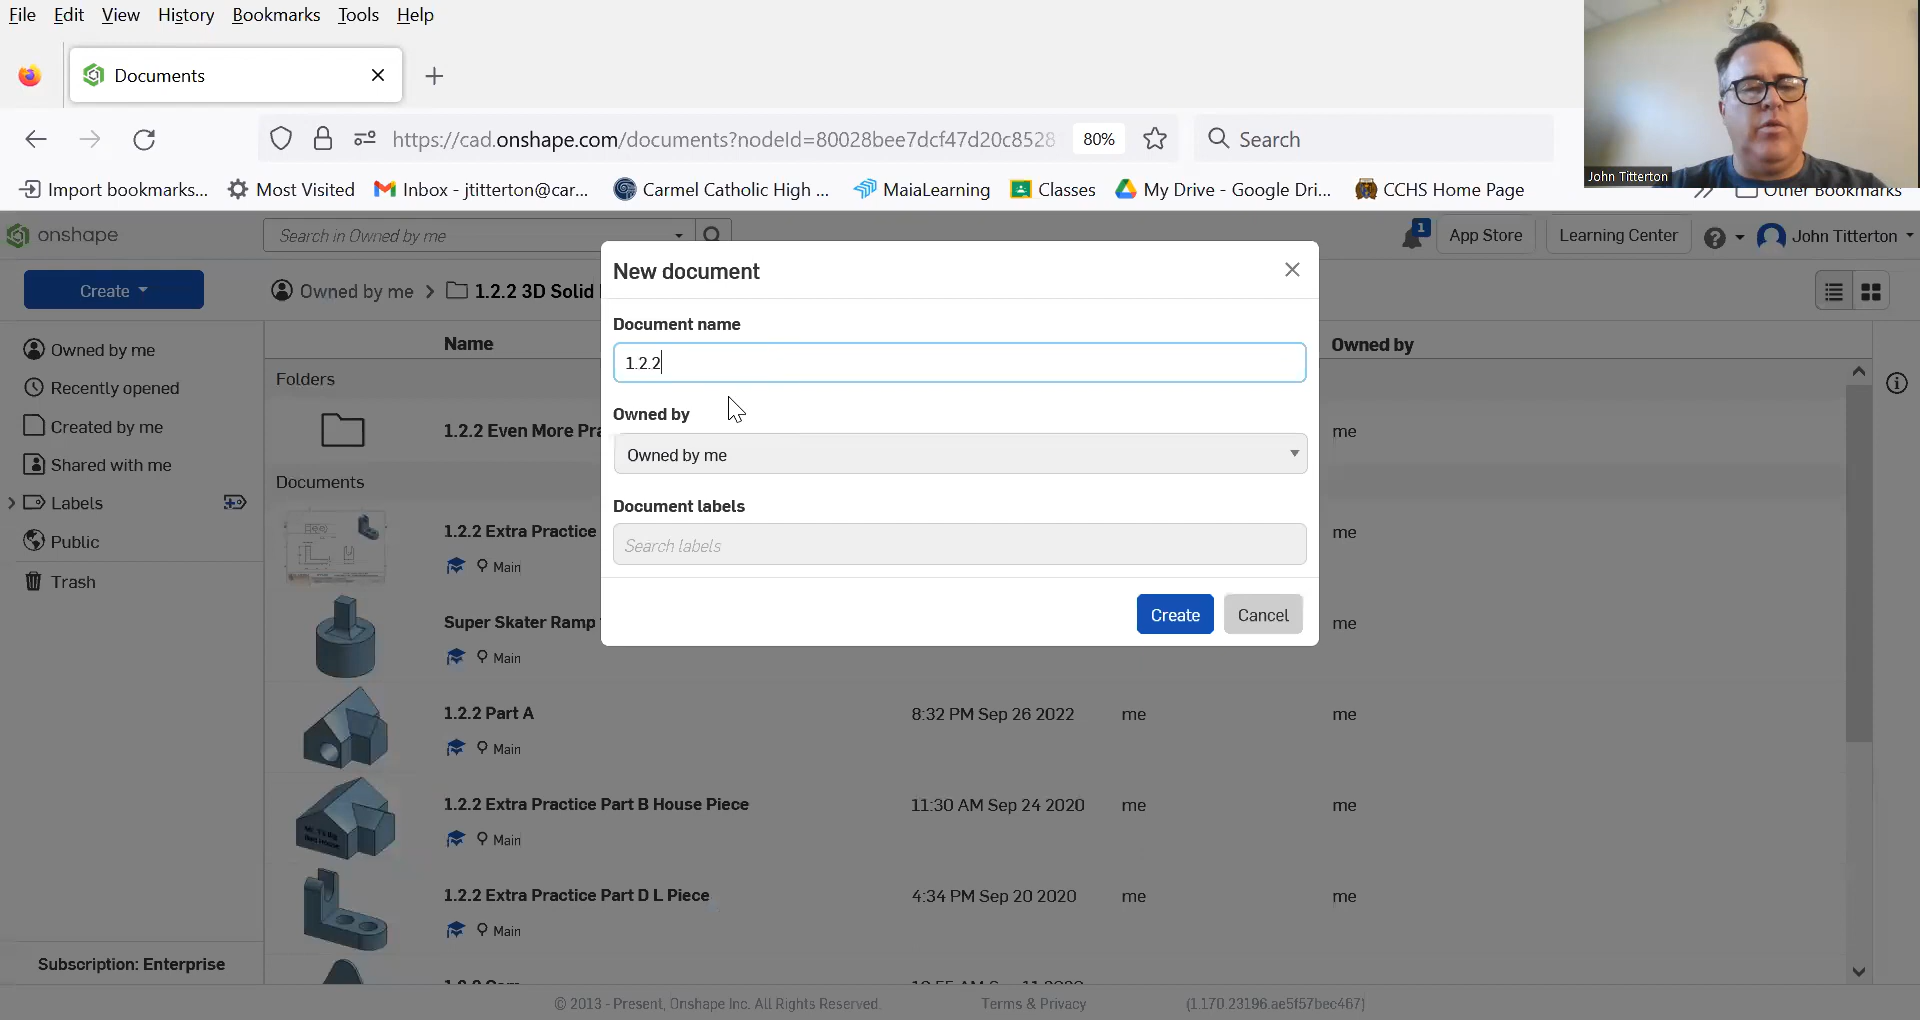 File Edit View History Bookmarks Tools Help
Documents
https://cad.onshape.com/documents?nodeId=80028bee7dcf47d20c8528
80%
Search
John Titterton
Import bookmarks... Most Visited Inbox - jtitterton@car... Carmel Catholic High ... MaiaLearning Classes My Drive - Google Dri... CCHS Home Page Other Bookmarks
onshape
Search in Owned by me
1
App Store
Learning Center
John Titterton
Create
Owned by me > 1.2.2 3D Solid
New document
Document name
1.2.2
Owned by
Owned by me
Document labels
Search labels
Create
Cancel
Owned by me
Recently opened
Created by me
Shared with me
Labels
Public
Trash
Subscription: Enterprise
Name
Owned by
Folders
1.2.2 Even More Pra
me
Documents
1.2.2 Extra Practice
me
Main
Super Skater Ramp
me
Main
1.2.2 Part A
8:32 PM Sep 26 2022 me me
Main
1.2.2 Extra Practice Part B House Piece
11:30 AM Sep 24 2020 me me
Main
1.2.2 Extra Practice Part D L Piece
4:34 PM Sep 20 2020 me me
Main
© 2013 - Present, Onshape Inc. All Rights Reserved. Terms & Privacy (1.170.23196.ae5f57bec467)